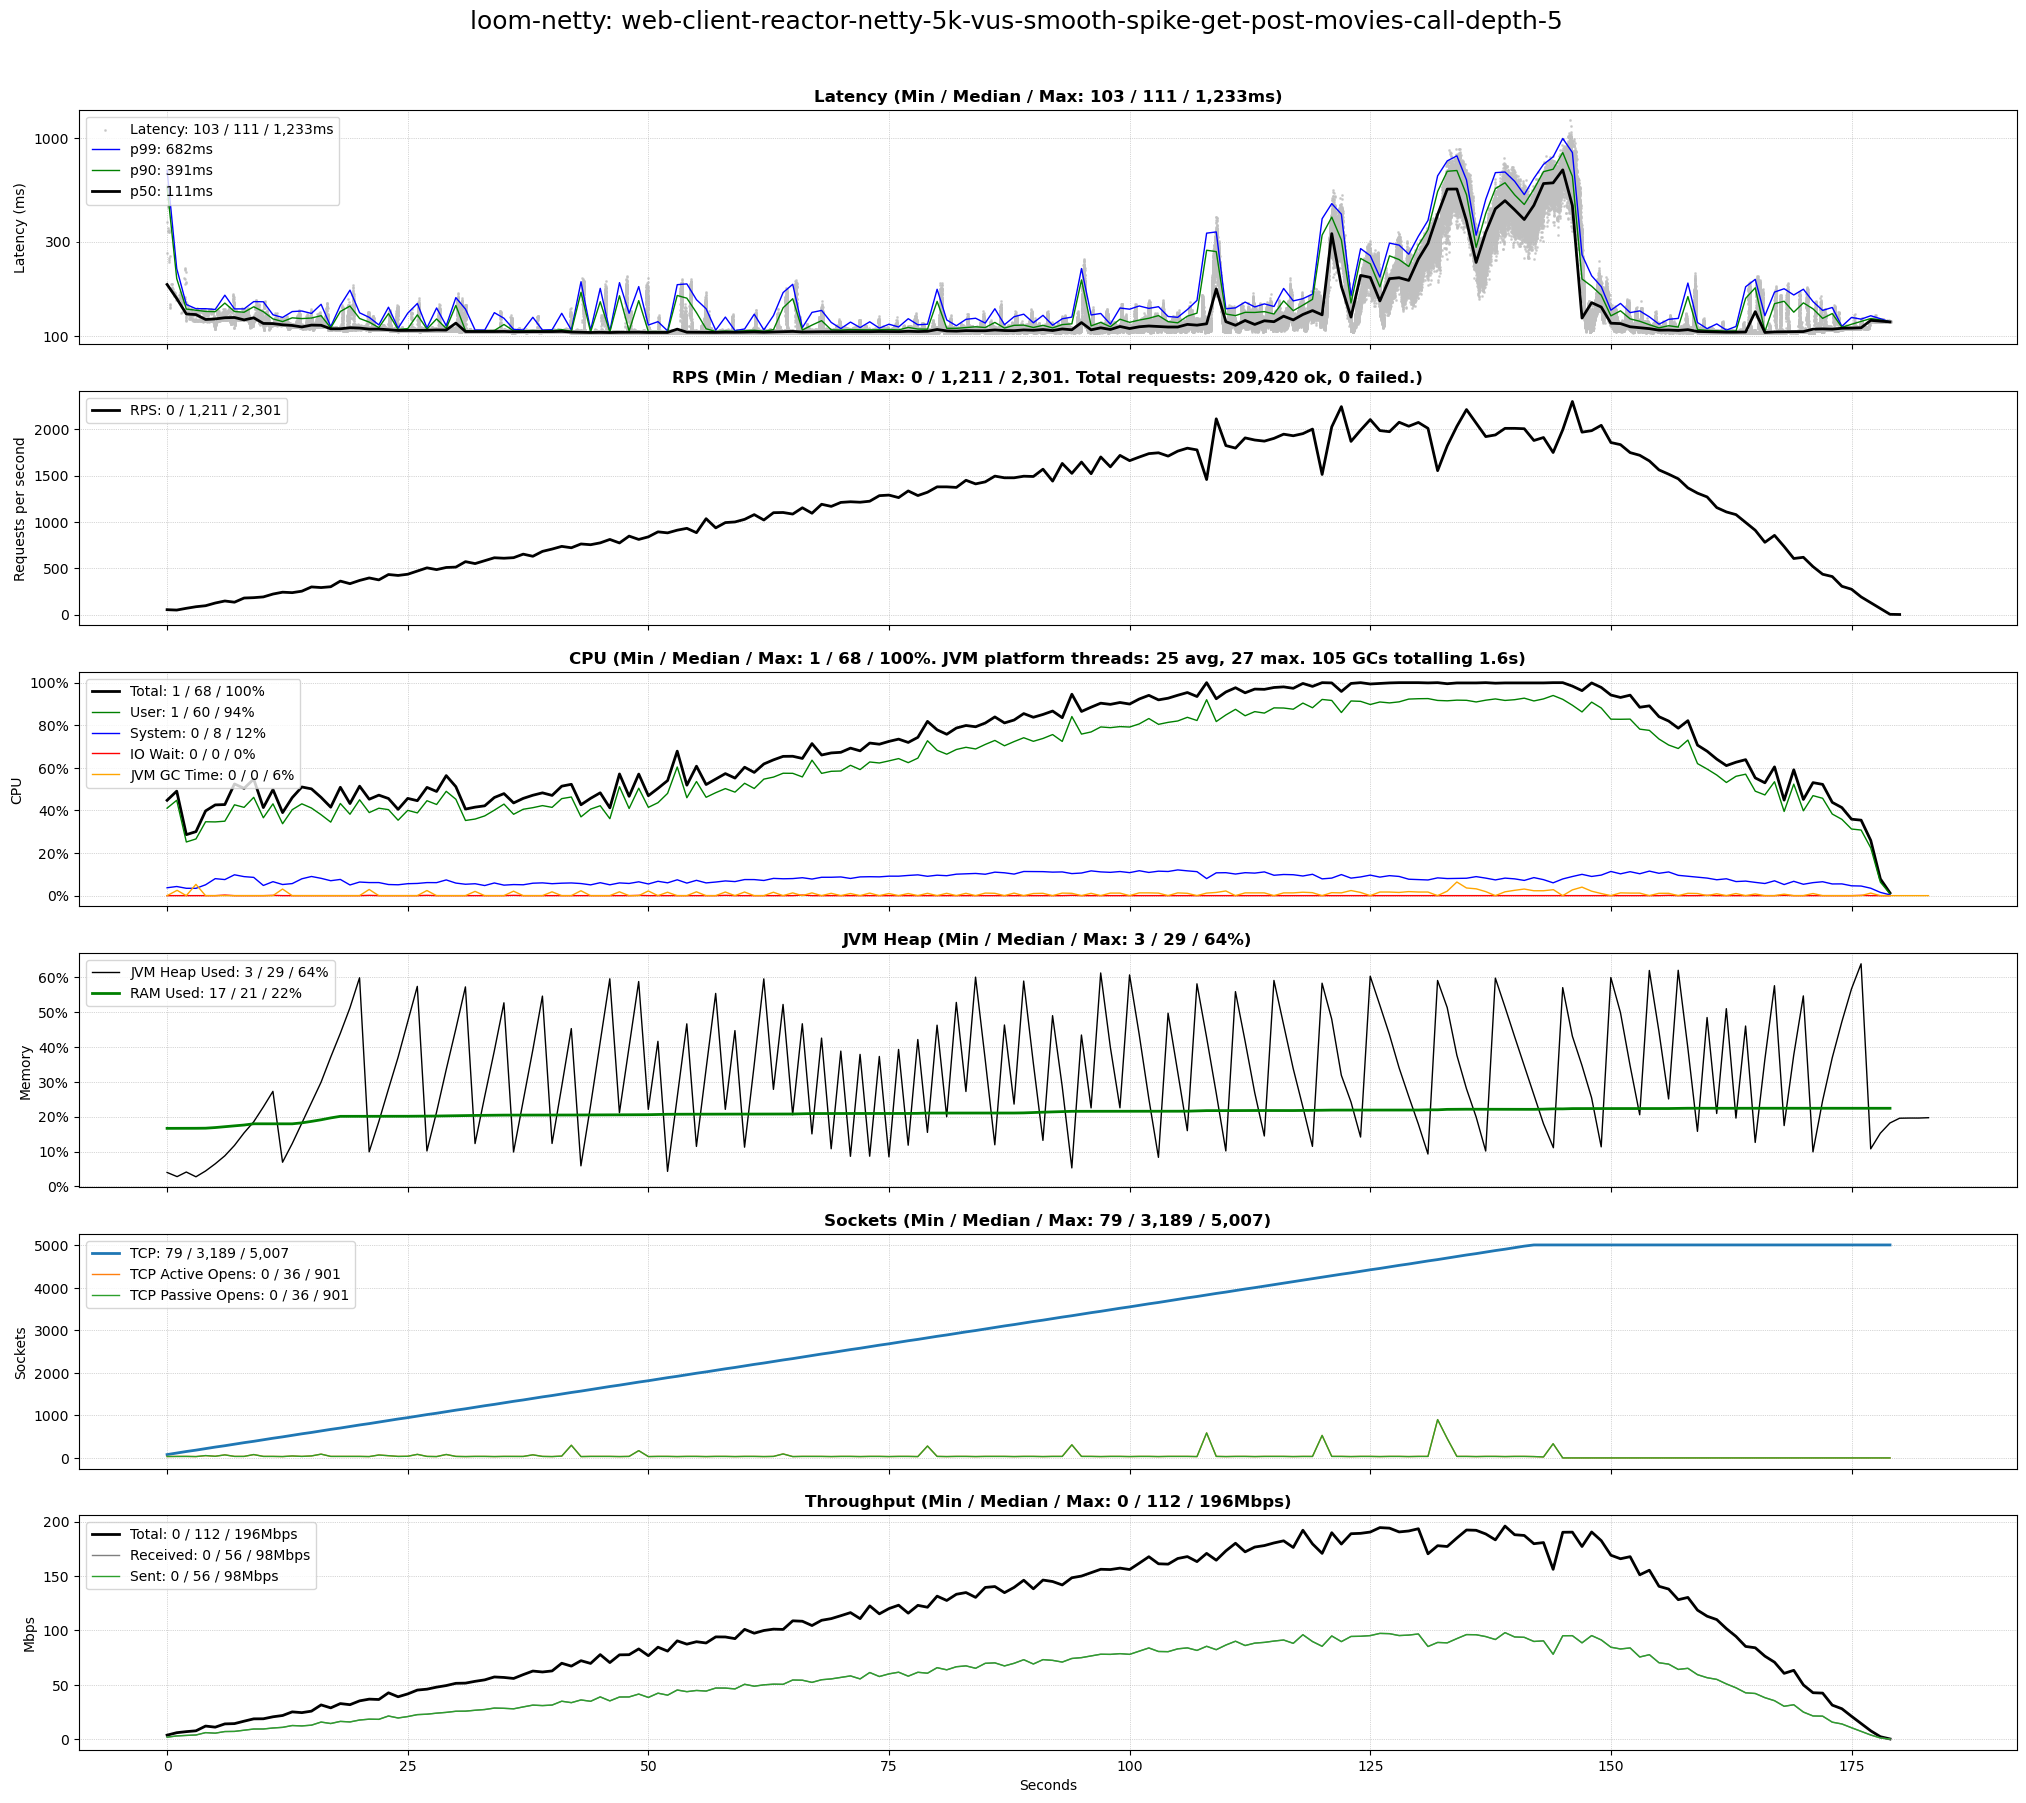 loom-netty: web-client-reactor-netty-5k-vus-smooth-spike-get-post-movies-call-depth-5
Latency (Min / Median / Max: 103 / 111 / 1,233ms)
Latency: 103 / 111 / 1,233ms
p99: 682ms
p90: 391ms
p50: 111ms
1000
300
100
Latency (ms)
RPS (Min / Median / Max: 0 / 1,211 / 2,301. Total requests: 209,420 ok, 0 failed.)
RPS: 0 / 1,211 / 2,301
2000
1500
1000
500
0
Requests per second
CPU (Min / Median / Max: 1 / 68 / 100%. JVM platform threads: 25 avg, 27 max. 105 GCs totalling 1.6s)
Total: 1 / 68 / 100%
User: 1 / 60 / 94%
System: 0 / 8 / 12%
IO Wait: 0 / 0 / 0%
JVM GC Time: 0 / 0 / 6%
100%
80%
60%
40%
20%
0%
CPU
JVM Heap (Min / Median / Max: 3 / 29 / 64%)
JVM Heap Used: 3 / 29 / 64%
RAM Used: 17 / 21 / 22%
60%
50%
40%
30%
20%
10%
0%
Memory
Sockets (Min / Median / Max: 79 / 3,189 / 5,007)
TCP: 79 / 3,189 / 5,007
TCP Active Opens: 0 / 36 / 901
TCP Passive Opens: 0 / 36 / 901
5000
4000
3000
2000
1000
0
Sockets
Throughput (Min / Median / Max: 0 / 112 / 196Mbps)
Total: 0 / 112 / 196Mbps
Received: 0 / 56 / 98Mbps
Sent: 0 / 56 / 98Mbps
200
150
100
50
0
Mbps
0 25 50 75 100 125 150 175
Seconds